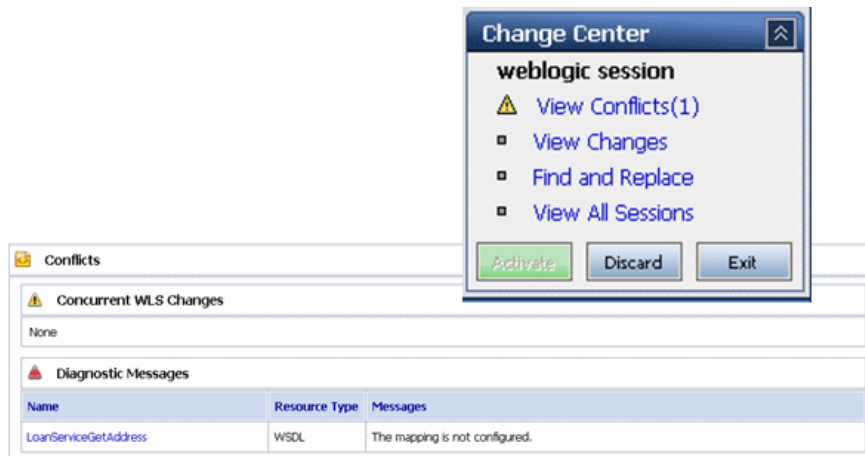 Change Center
weblogic session
View Conflicts(1)
View Changes
Find and Replace
View All Sessions
Activate Discard Exit
Conflicts
Concurrent WLS Changes
None
Diagnostic Messages
Name Resource Type Messages
LoanServiceGetAddress WSDL The mapping is not configured.